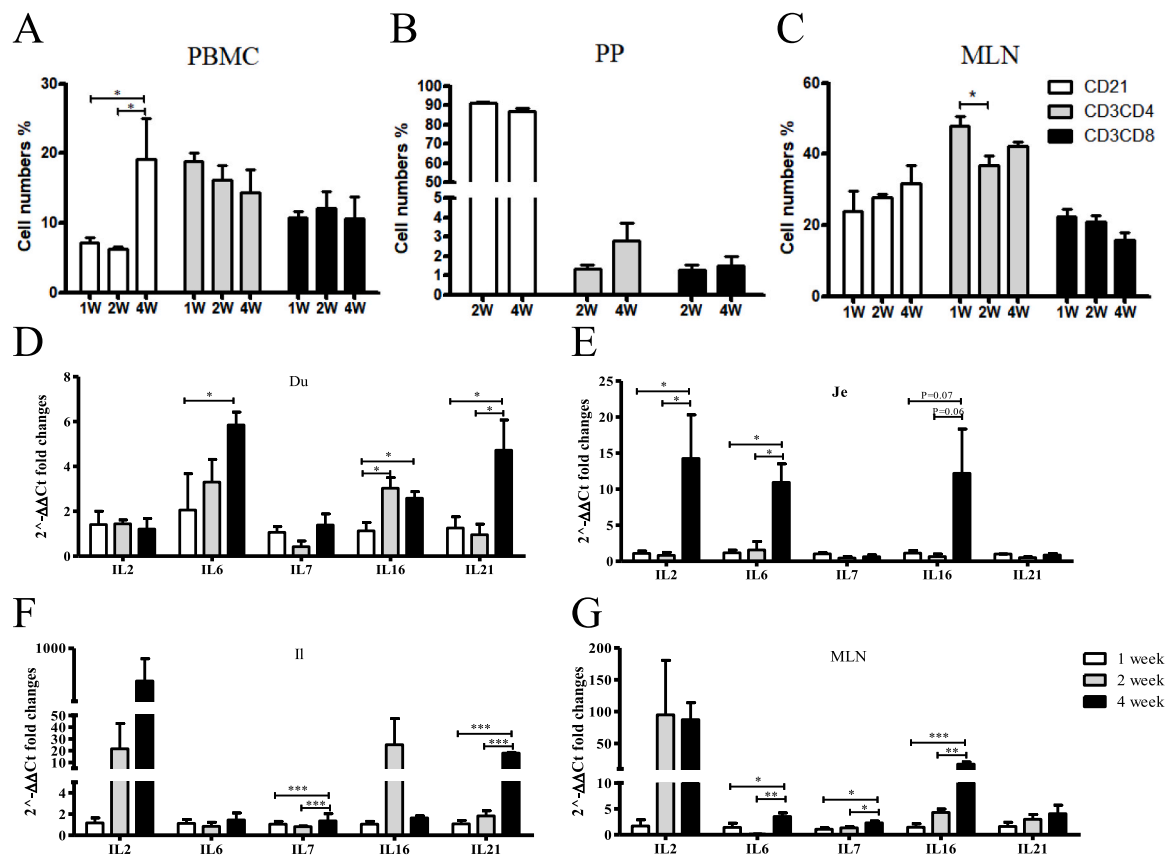 A
PBMC
Cell numbers %
30
20
10
0
*
*
1W 2W 4W 1W 2W 4W 1W 2W 4W
B
PP
Cell numbers %
100
90
80
70
60
50
5
4
3
2
1
0
2W 4W 2W 4W 2W 4W
C
MLN
Cell numbers %
60
40
20
0
*
CD21
CD3CD4
CD3CD8
1W 2W 4W 1W 2W 4W 1W 2W 4W
D
Du
2^-ΔΔCt fold changes
8
6
4
2
0
*
*
*
*
*
IL2 IL6 IL7 IL16 IL21
E
Je
2^-ΔΔCt fold changes
25
20
15
10
5
0
*
*
*
*
P=0.07
P=0.06
IL2 IL6 IL7 IL16 IL21
F
Il
2^-ΔΔCt fold changes
1000
50
40
30
20
10
4
2
0
***
***
***
***
IL2 IL6 IL7 IL16 IL21
G
MLN
2^-ΔΔCt fold changes
200
150
100
50
10
5
0
*
**
*
*
***
**
1 week
2 week
4 week
IL2 IL6 IL7 IL16 IL21